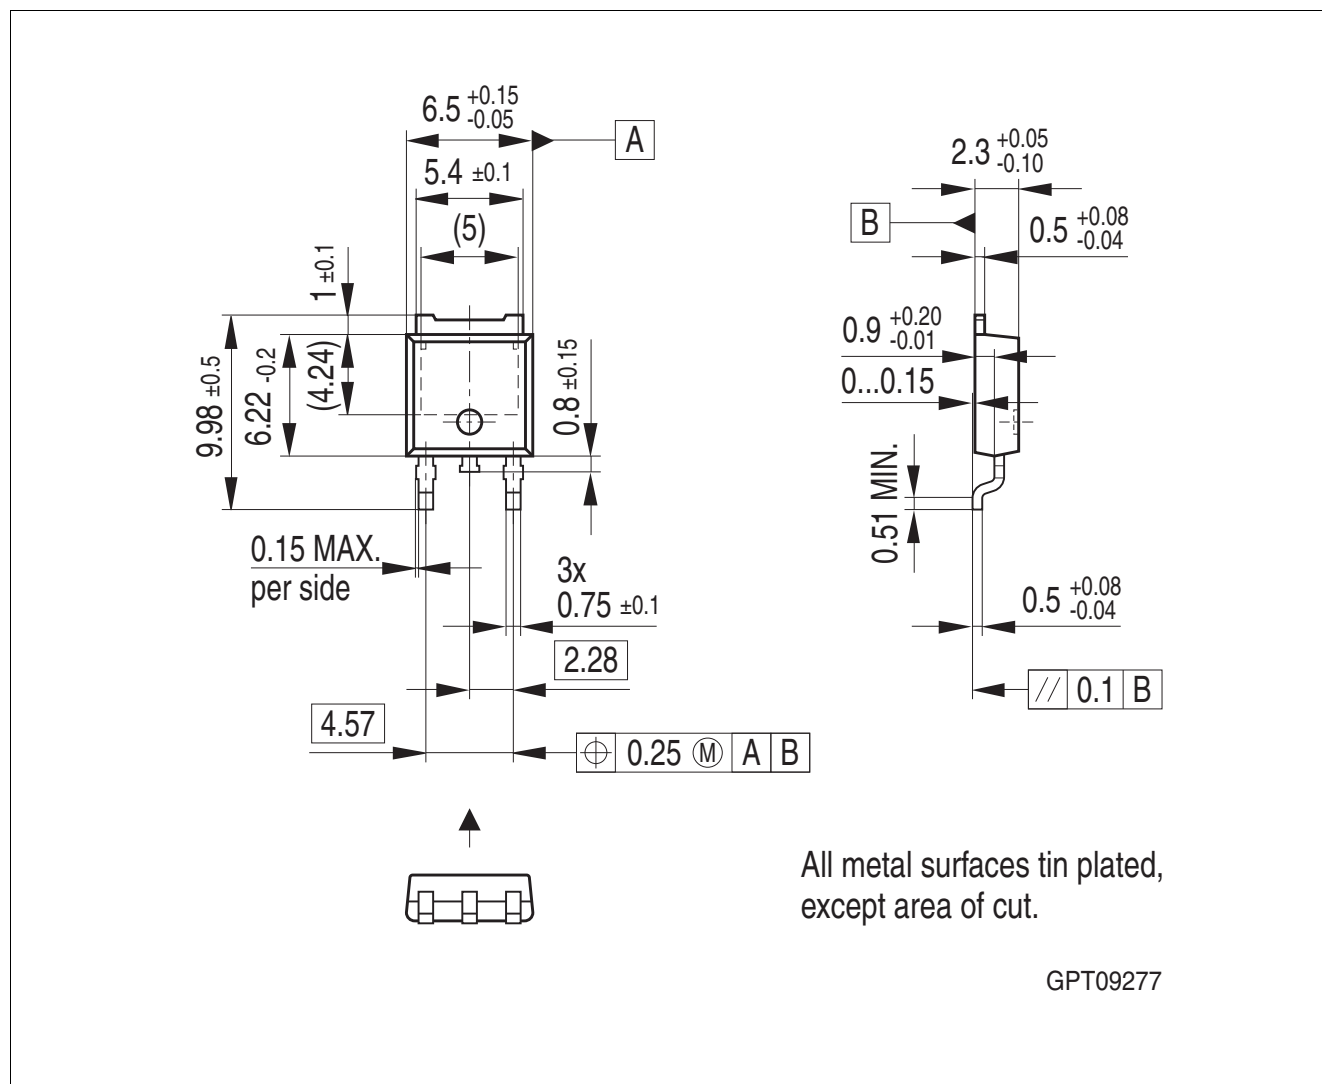 6.5 +0.15 -0.05
A
5.4 ±0.1
(5)
1 ±0.1
9.98 ±0.5
6.22 -0.2
(4.24)
0.8 ±0.15
0.15 MAX.
per side
3x
0.75 ±0.1
2.28
4.57
0.25 Ⓜ A B
2.3 +0.05 -0.10
B
0.5 +0.08 -0.04
0.9 +0.20 -0.01
0...0.15
0.51 MIN.
0.5 +0.08 -0.04
// 0.1 B
All metal surfaces tin plated,
except area of cut.
GPT09277